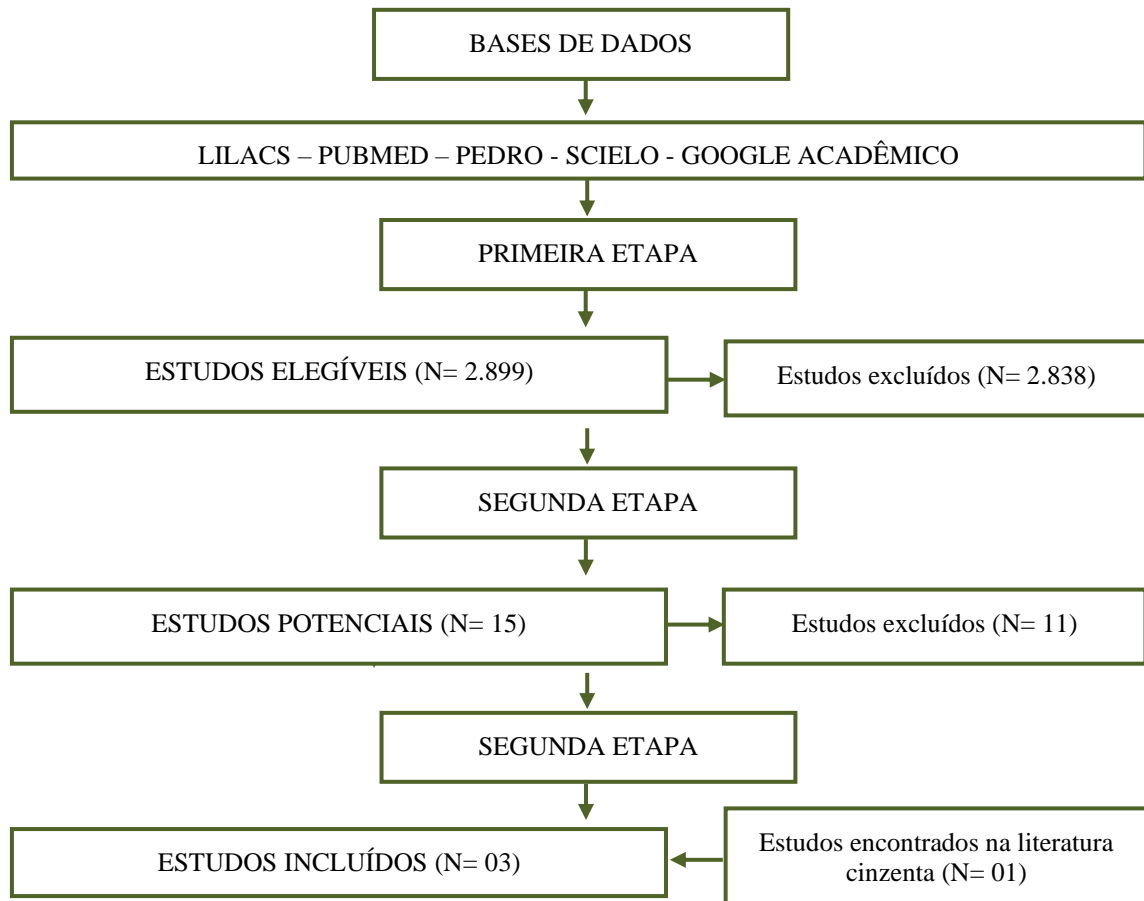 BASES DE DADOS
LILACS – PUBMED – PEDRO - SCIELO - GOOGLE ACADÊMICO
PRIMEIRA ETAPA
ESTUDOS ELEGÍVEIS (N= 2.899)
Estudos excluídos (N= 2.838)
SEGUNDA ETAPA
ESTUDOS POTENCIAIS (N= 15)
Estudos excluídos (N= 11)
SEGUNDA ETAPA
ESTUDOS INCLUÍDOS (N= 03)
Estudos encontrados na literatura
cinzenta (N= 01)